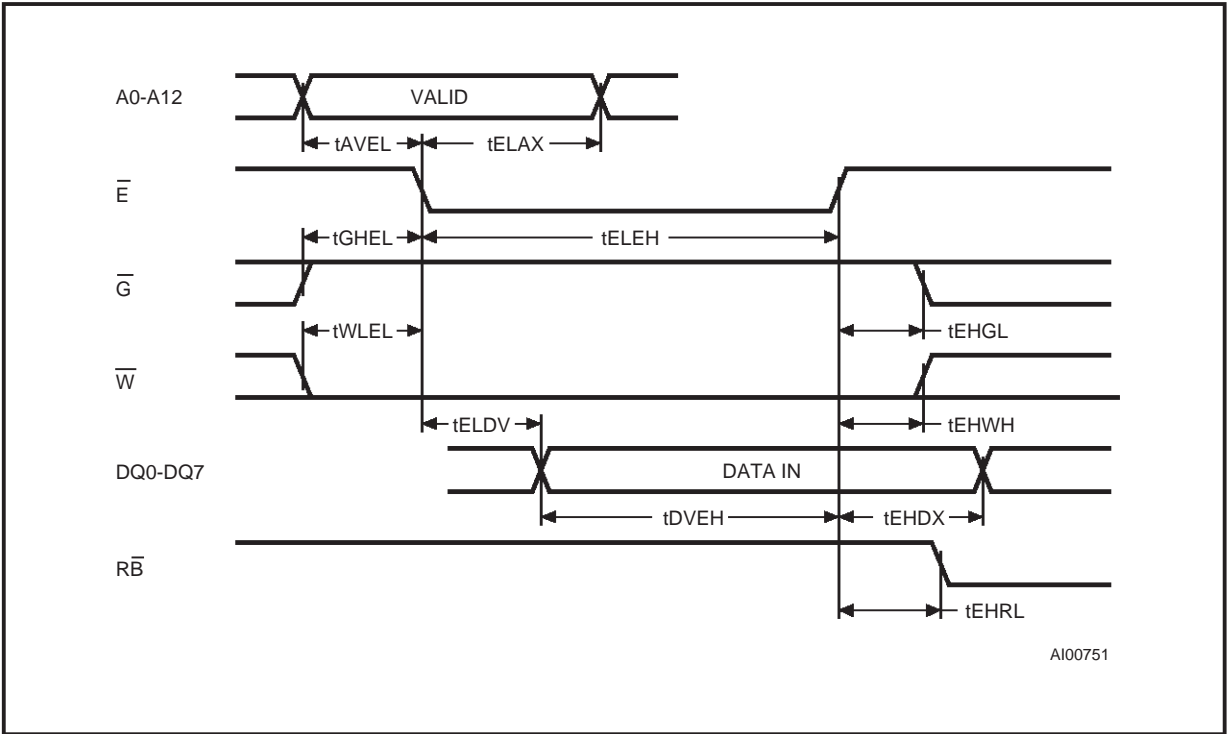 A0-A12 VALID
tAVEL tELAX
E̅
tGHEL tELEH
G̅
tWLEL tEHGL
W̅
tELDV tEHWH
DQ0-DQ7 DATA IN
tDVEH tEHDX
RB̅
tEHRL
AI00751